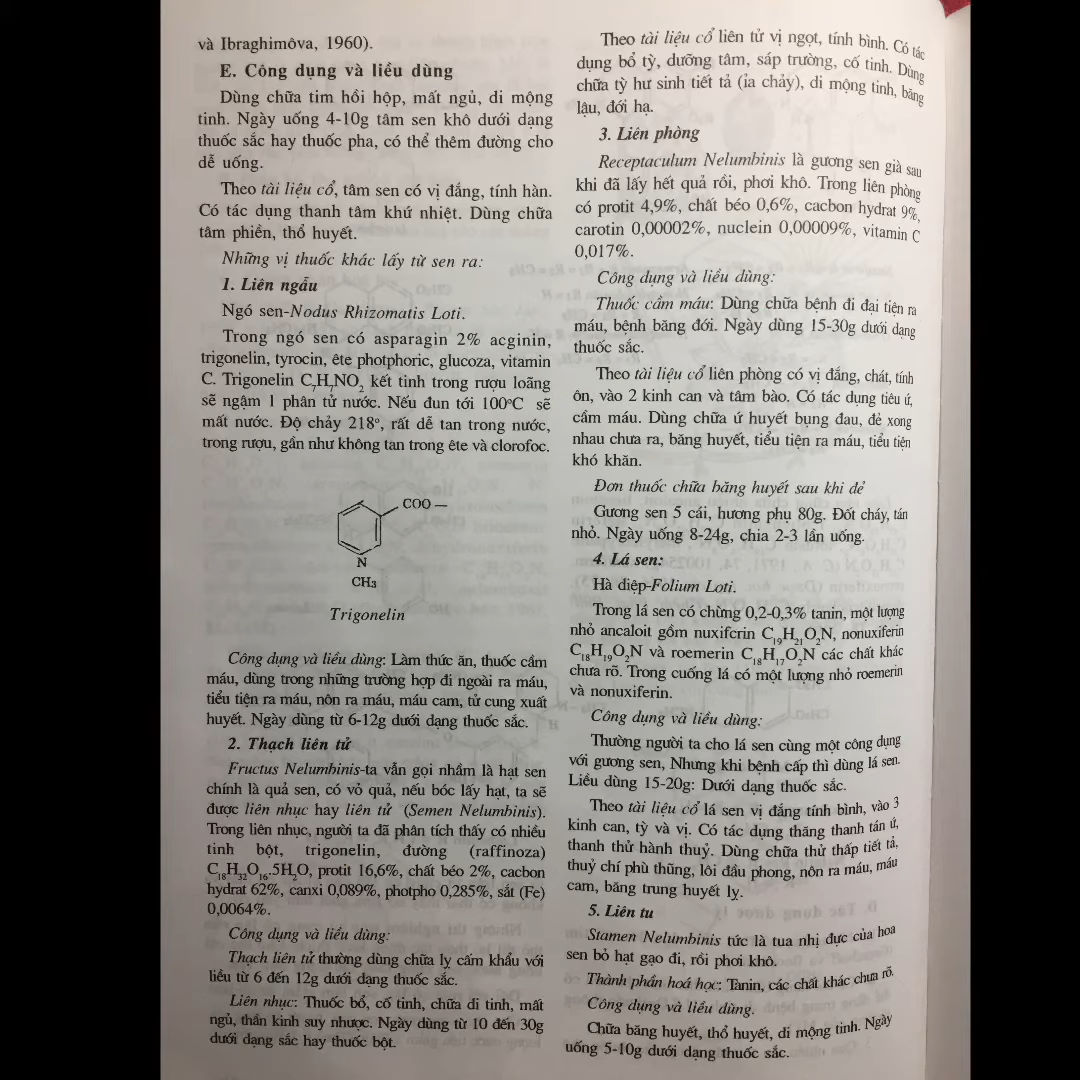 và Ibraghimôva, 1960).
E. Công dụng và liều dùng
Dùng chữa tim hồi hộp, mất ngủ, di mộng
tinh. Ngày uống 4-10g tâm sen khô dưới dạng
thuốc sắc hay thuốc pha, có thể thêm đường cho
dễ uống.
Theo tài liệu cổ, tâm sen có vị đắng, tính hàn.
Có tác dụng thanh tâm khứ nhiệt. Dùng chữa
tâm phiền, thổ huyết.
Những vị thuốc khác lấy từ sen ra:
1. Liên ngẫu
Ngó sen-Nodus Rhizomatis Loti.
Trong ngó sen có asparagin 2% acginin,
trigonelin, tyrocin, ête photphoric, glucoza, vitamin
C. Trigonelin C₇H₇NO₂ kết tinh trong rượu loãng
sẽ ngậm 1 phân tử nước. Nếu đun tới 100°C sẽ
mất nước. Độ chảy 218°, rất dễ tan trong nước,
trong rượu, gần như không tan trong ête và clorofoc.
COO —
N
CH₃
Trigonelin
Công dụng và liều dùng: Làm thức ăn, thuốc cầm
máu, dùng trong những trường hợp đi ngoài ra máu,
tiểu tiện ra máu, nôn ra máu, máu cam, tử cung xuất
huyết. Ngày dùng từ 6-12g dưới dạng thuốc sắc.
2. Thạch liên tử
Fructus Nelumbinis-ta vẫn gọi nhầm là hạt sen
chính là quả sen, có vỏ quả, nếu bóc lấy hạt, ta sẽ
được liên nhục hay liên tử (Semen Nelumbinis).
Trong liên nhục, người ta đã phân tích thấy có nhiều
tinh bột, trigonelin, đường (raffinoza)
C₁₈H₃₂O₁₆.5H₂O, protit 16,6%, chất béo 2%, cacbon
hydrat 62%, canxi 0,089%, photpho 0,285%, sắt (Fe)
0,0064%.
Công dụng và liều dùng:
Thạch liên tử thường dùng chữa lỵ cấm khẩu với
liều từ 6 đến 12g dưới dạng thuốc sắc.
Liên nhục: Thuốc bổ, cố tinh, chữa di tinh, mất
ngủ, thần kinh suy nhược. Ngày dùng từ 10 đến 30g
dưới dạng sắc hay thuốc bột.
Theo tài liệu cổ liên tử vị ngọt, tính bình. Có tác
dụng bổ tỳ, dưỡng tâm, sáp trường, cố tinh. Dùng
chữa tỳ hư sinh tiết tả (ỉa chảy), di mộng tinh, băng
lậu, đới hạ.
3. Liên phòng
Receptaculum Nelumbinis là gương sen già sau
khi đã lấy hết quả rồi, phơi khô. Trong liên phòng
có protit 4,9%, chất béo 0,6%, cacbon hydrat 9%,
carotin 0,00002%, nuclein 0,00009%, vitamin C
0,017%.
Công dụng và liều dùng:
Thuốc cầm máu: Dùng chữa bệnh đi đại tiện ra
máu, bệnh băng đới. Ngày dùng 15-30g dưới dạng
thuốc sắc.
Theo tài liệu cổ liên phòng có vị đắng, chát, tính
ôn, vào 2 kinh can và tâm bào. Có tác dụng tiêu ứ,
cầm máu. Dùng chữa ứ huyết bụng đau, đẻ xong
nhau chưa ra, băng huyết, tiểu tiện ra máu, tiểu tiện
khó khăn.
Đơn thuốc chữa băng huyết sau khi đẻ
Gương sen 5 cái, hương phụ 80g. Đốt cháy, tán
nhỏ. Ngày uống 8-24g, chia 2-3 lần uống.
4. Lá sen:
Hà diệp-Folium Loti.
Trong lá sen có chừng 0,2-0,3% tanin, một lượng
nhỏ ancaloit gồm nuxifcrin C₁₉H₂₁O₂N, nonuxiferin
C₁₈H₁₉O₂N và roemerin C₁₈H₁₇O₂N các chất khác
chưa rõ. Trong cuống lá có một lượng nhỏ roemerin
và nonuxiferin.
Công dụng và liều dùng:
Thường người ta cho lá sen cùng một công dụng
với gương sen, Nhưng khi bệnh cấp thì dùng lá sen.
Liều dùng 15-20g: Dưới dạng thuốc sắc.
Theo tài liệu cổ lá sen vị đắng tính bình, vào 3
kinh can, tỳ và vị. Có tác dụng thăng thanh tán ứ,
thanh thử hành thuỷ. Dùng chữa thử thấp tiết tả,
thuỷ chí phù thũng, lôi đầu phong, nôn ra máu, máu
cam, băng trung huyết lỵ.
5. Liên tu
Stamen Nelumbinis tức là tua nhị đực của hoa
sen bỏ hạt gạo đi, rồi phơi khô.
Thành phần hoá học: Tanin, các chất khác chưa rõ.
Công dụng và liều dùng.
Chữa băng huyết, thổ huyết, di mộng tinh. Ngày
uống 5-10g dưới dạng thuốc sắc.